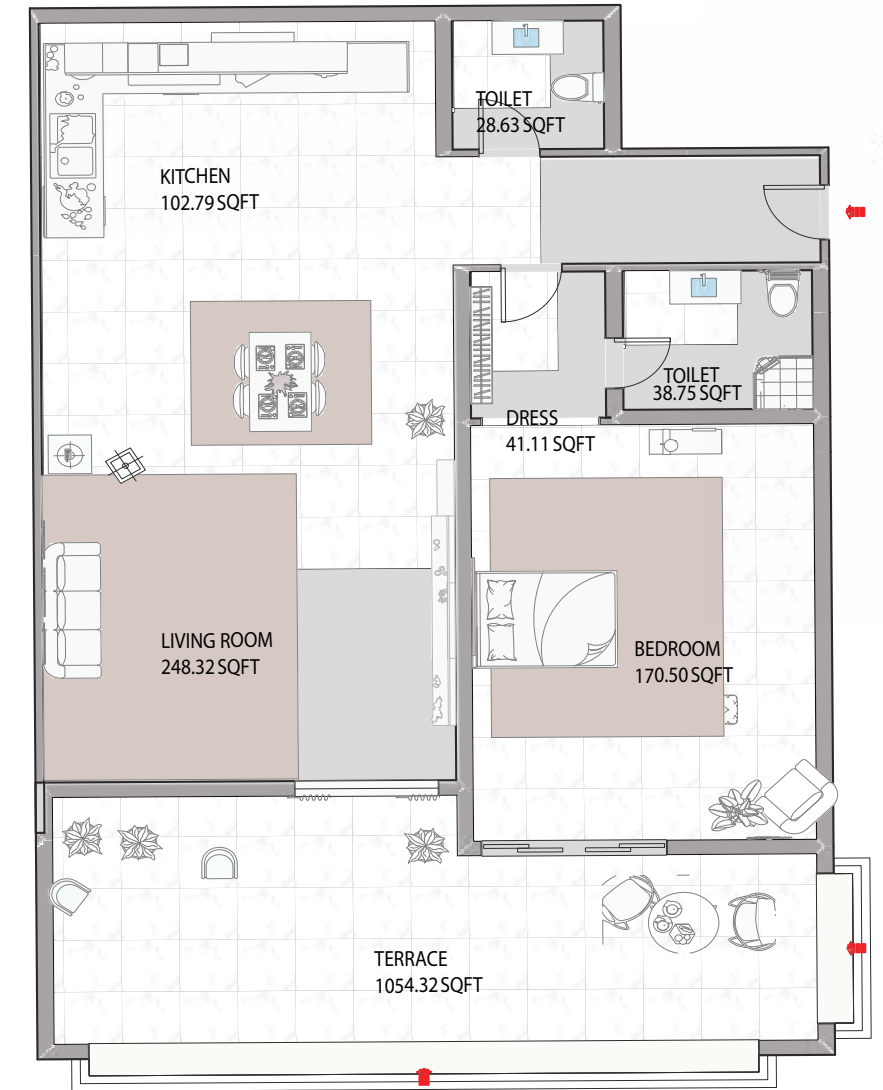 TOILET
28.63 SQFT
KITCHEN
102.79 SQFT
TOILET
38.75 SQFT
DRESS
41.11 SQFT
LIVING ROOM
248.32 SQFT
BEDROOM
170.50 SQFT
TERRACE
1054.32 SQFT